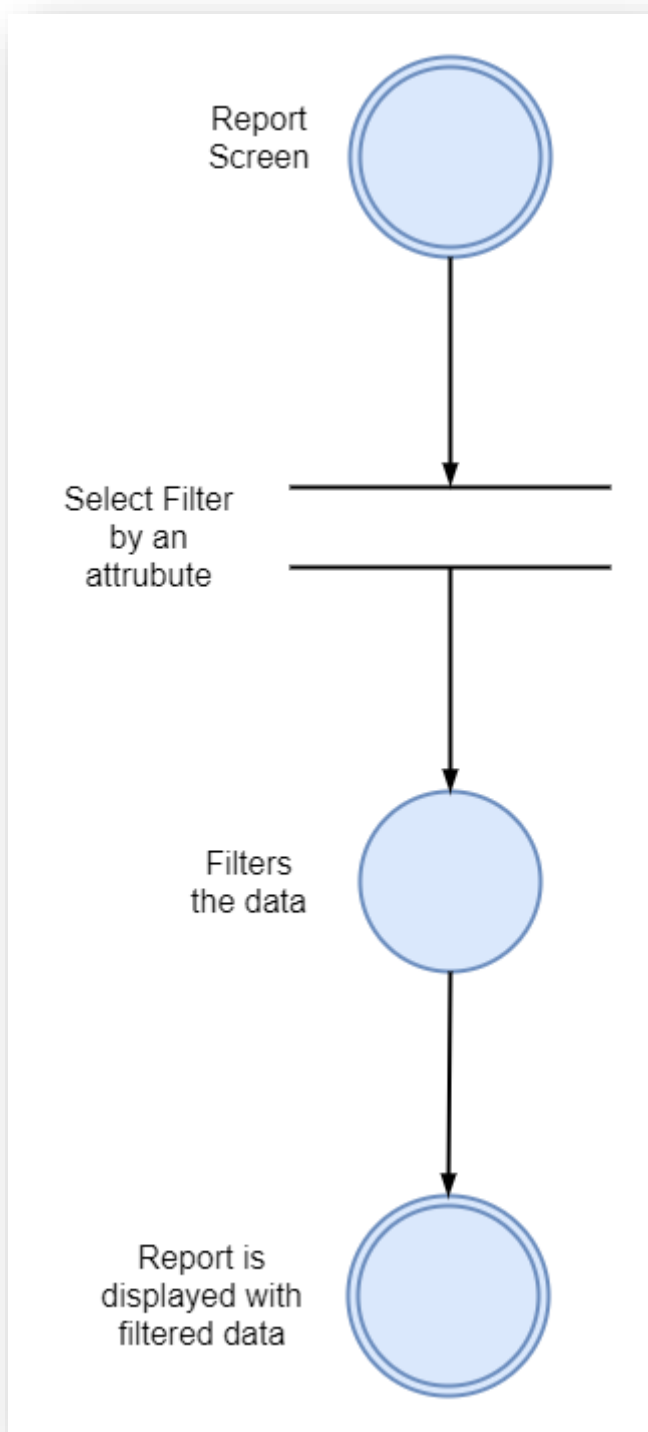 Report
Screen
Select Filter
by an
attrubute
Filters
the data
Report is
displayed with
filtered data